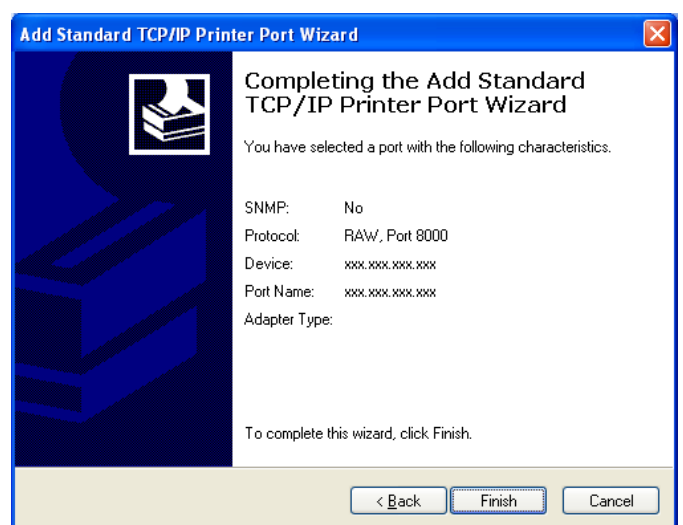 Add Standard TCP/IP Printer Port Wizard
Completing the Add Standard
TCP/IP Printer Port Wizard
You have selected a port with the following characteristics.
SNMP: No
Protocol: RAW, Port 8000
Device: xxx.xxx.xxx.xxx
Port Name: xxx.xxx.xxx.xxx
Adapter Type:
To complete this wizard, click Finish.
< Back Finish Cancel